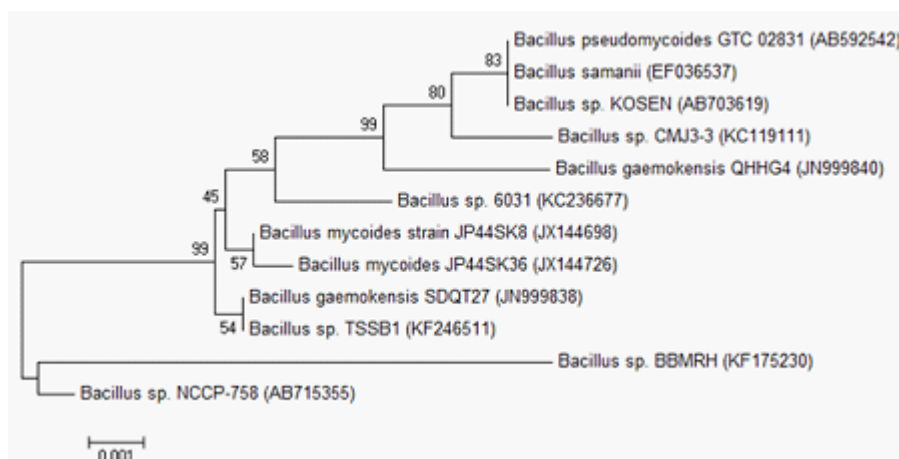 Bacillus pseudomycoides GTC 02831 (AB592542)
83
Bacillus samanii (EF036537)
80
Bacillus sp. KOSEN (AB703619)
99
Bacillus sp. CMJ3-3 (KC119111)
58
Bacillus gaemokensis QHHG4 (JN999840)
45
Bacillus sp. 6031 (KC236677)
Bacillus mycoides strain JP44SK8 (JX144698)
99
57
Bacillus mycoides JP44SK36 (JX144726)
Bacillus gaemokensis SDQT27 (JN999838)
54
Bacillus sp. TSSB1 (KF246511)
Bacillus sp. BBMRH (KF175230)
Bacillus sp. NCCP-758 (AB715355)
0.001